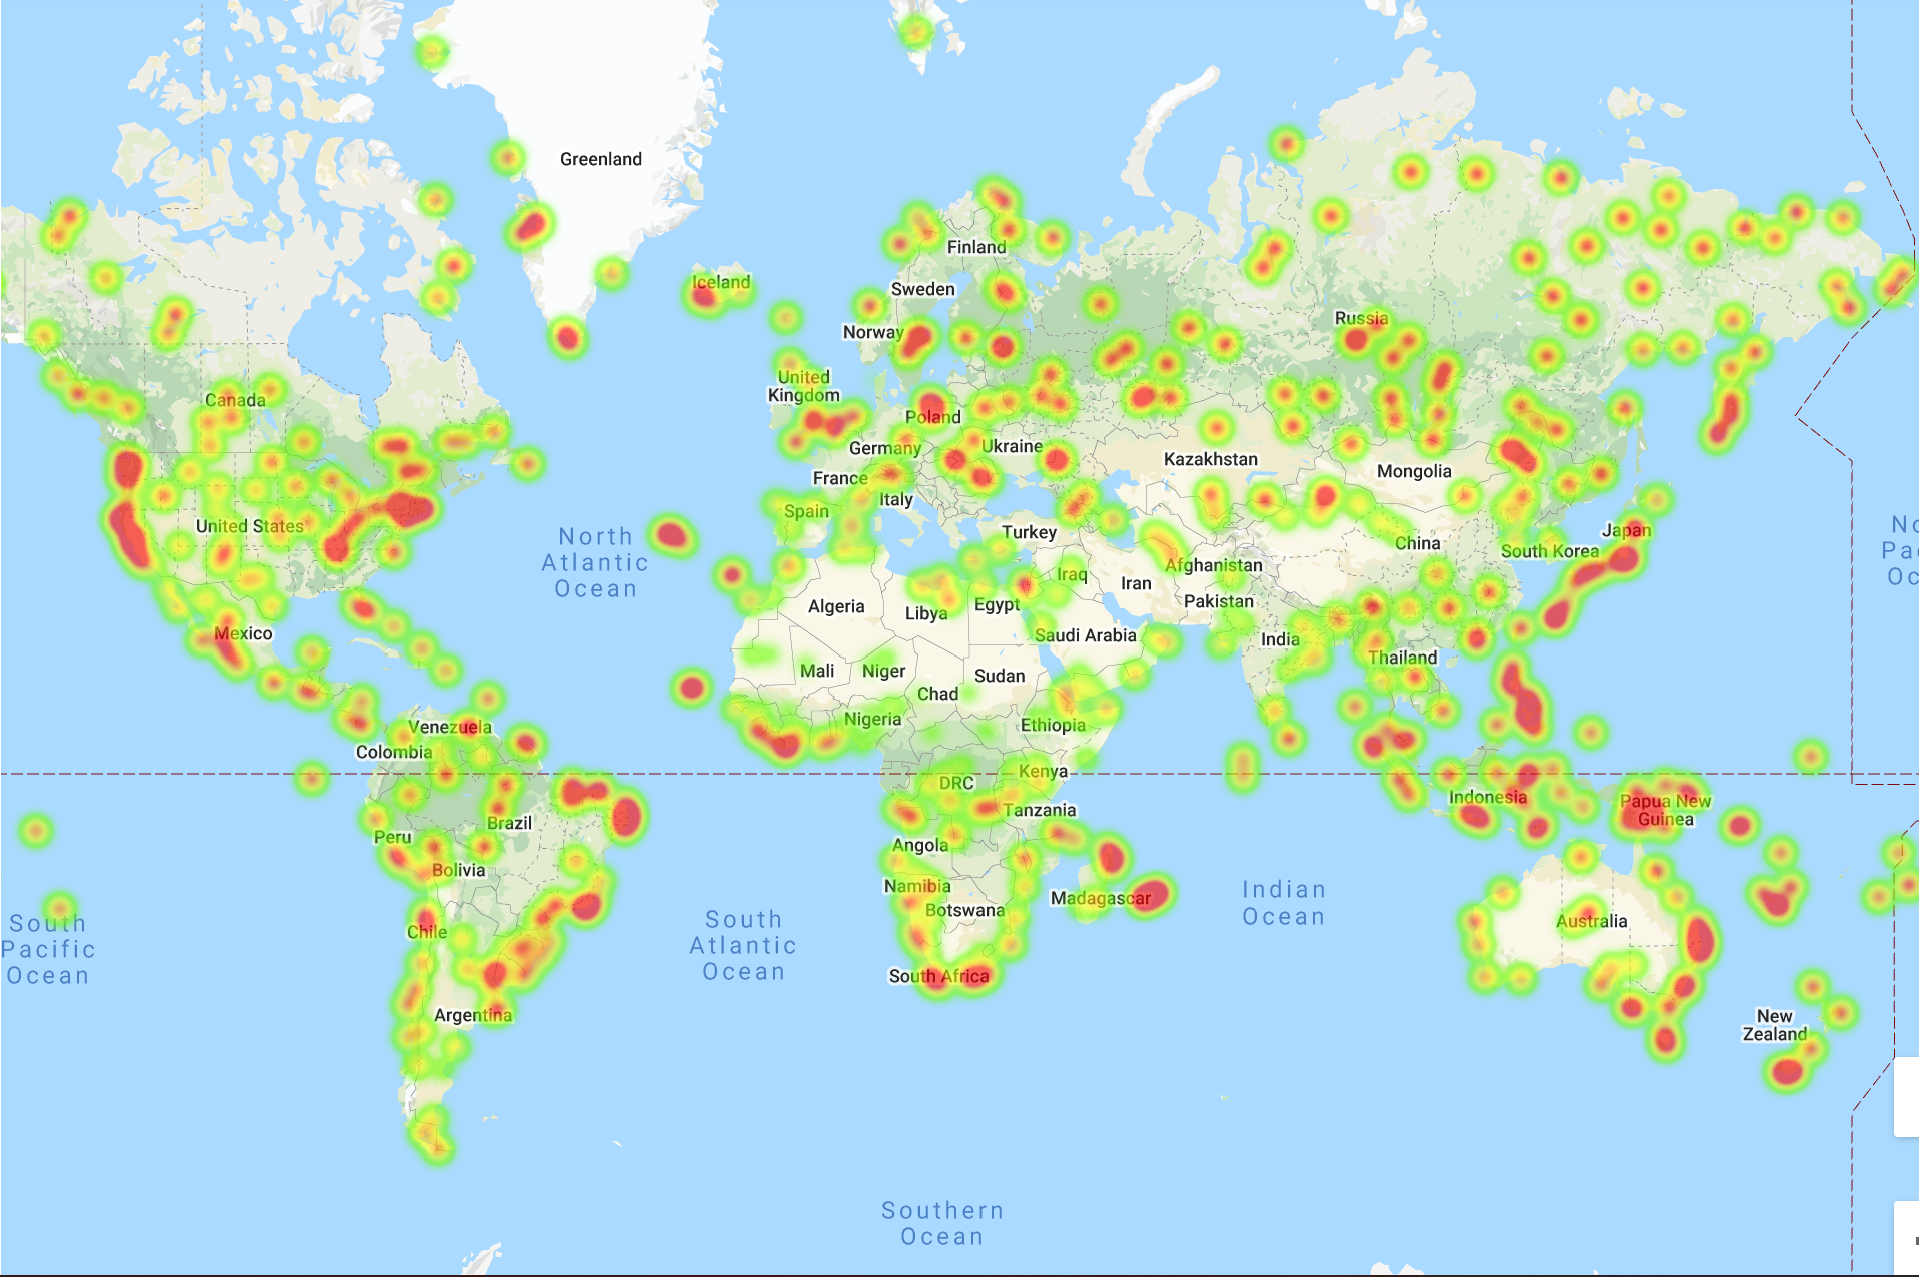 Greenland
Finland
Iceland
Sweden
Russia
Norway
United
Kingdom
Canada
Poland
Germany
Ukraine
Kazakhstan
Mongolia
France
Italy
Spain
United States
North
Atlantic
Ocean
Turkey
Japan
South Korea
China
Afghanistan
Iraq
Iran
Pakistan
Algeria
Libya
Egypt
Mexico
Saudi Arabia
India
Thailand
Mali
Niger
Sudan
Chad
Nigeria
Ethiopia
Venezuela
Colombia
DRC
Kenya
Indonesia
Papua New
Guinea
Tanzania
Peru
Brazil
Angola
Bolivia
Namibia
Madagascar
Indian
Ocean
Botswana
South
Pacific
Ocean
South
Atlantic
Ocean
Chile
Australia
South Africa
Argentina
New
Zealand
Southern
Ocean